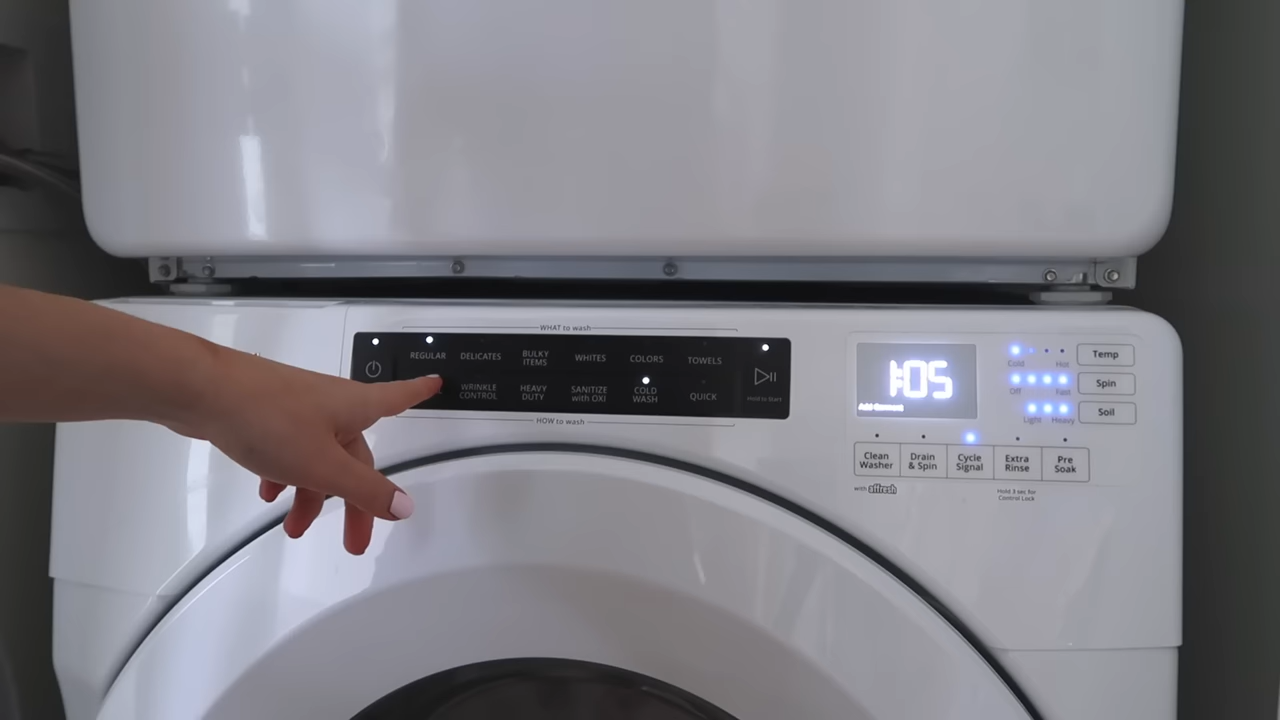 WHAT to wash
REGULAR DELICATES BULKY ITEMS WHITES COLORS TOWELS
WRINKLE CONTROL HEAVY DUTY SANITIZE with OXI COLD WASH QUICK
Hold to Start
HOW to wash
1:05
Cold Hot Temp
Off Fast Spin
Light Heavy Soil
Clean Washer Drain & Spin Cycle Signal Extra Rinse Pre Soak
with affresh
Hold 3 sec for
Control Lock